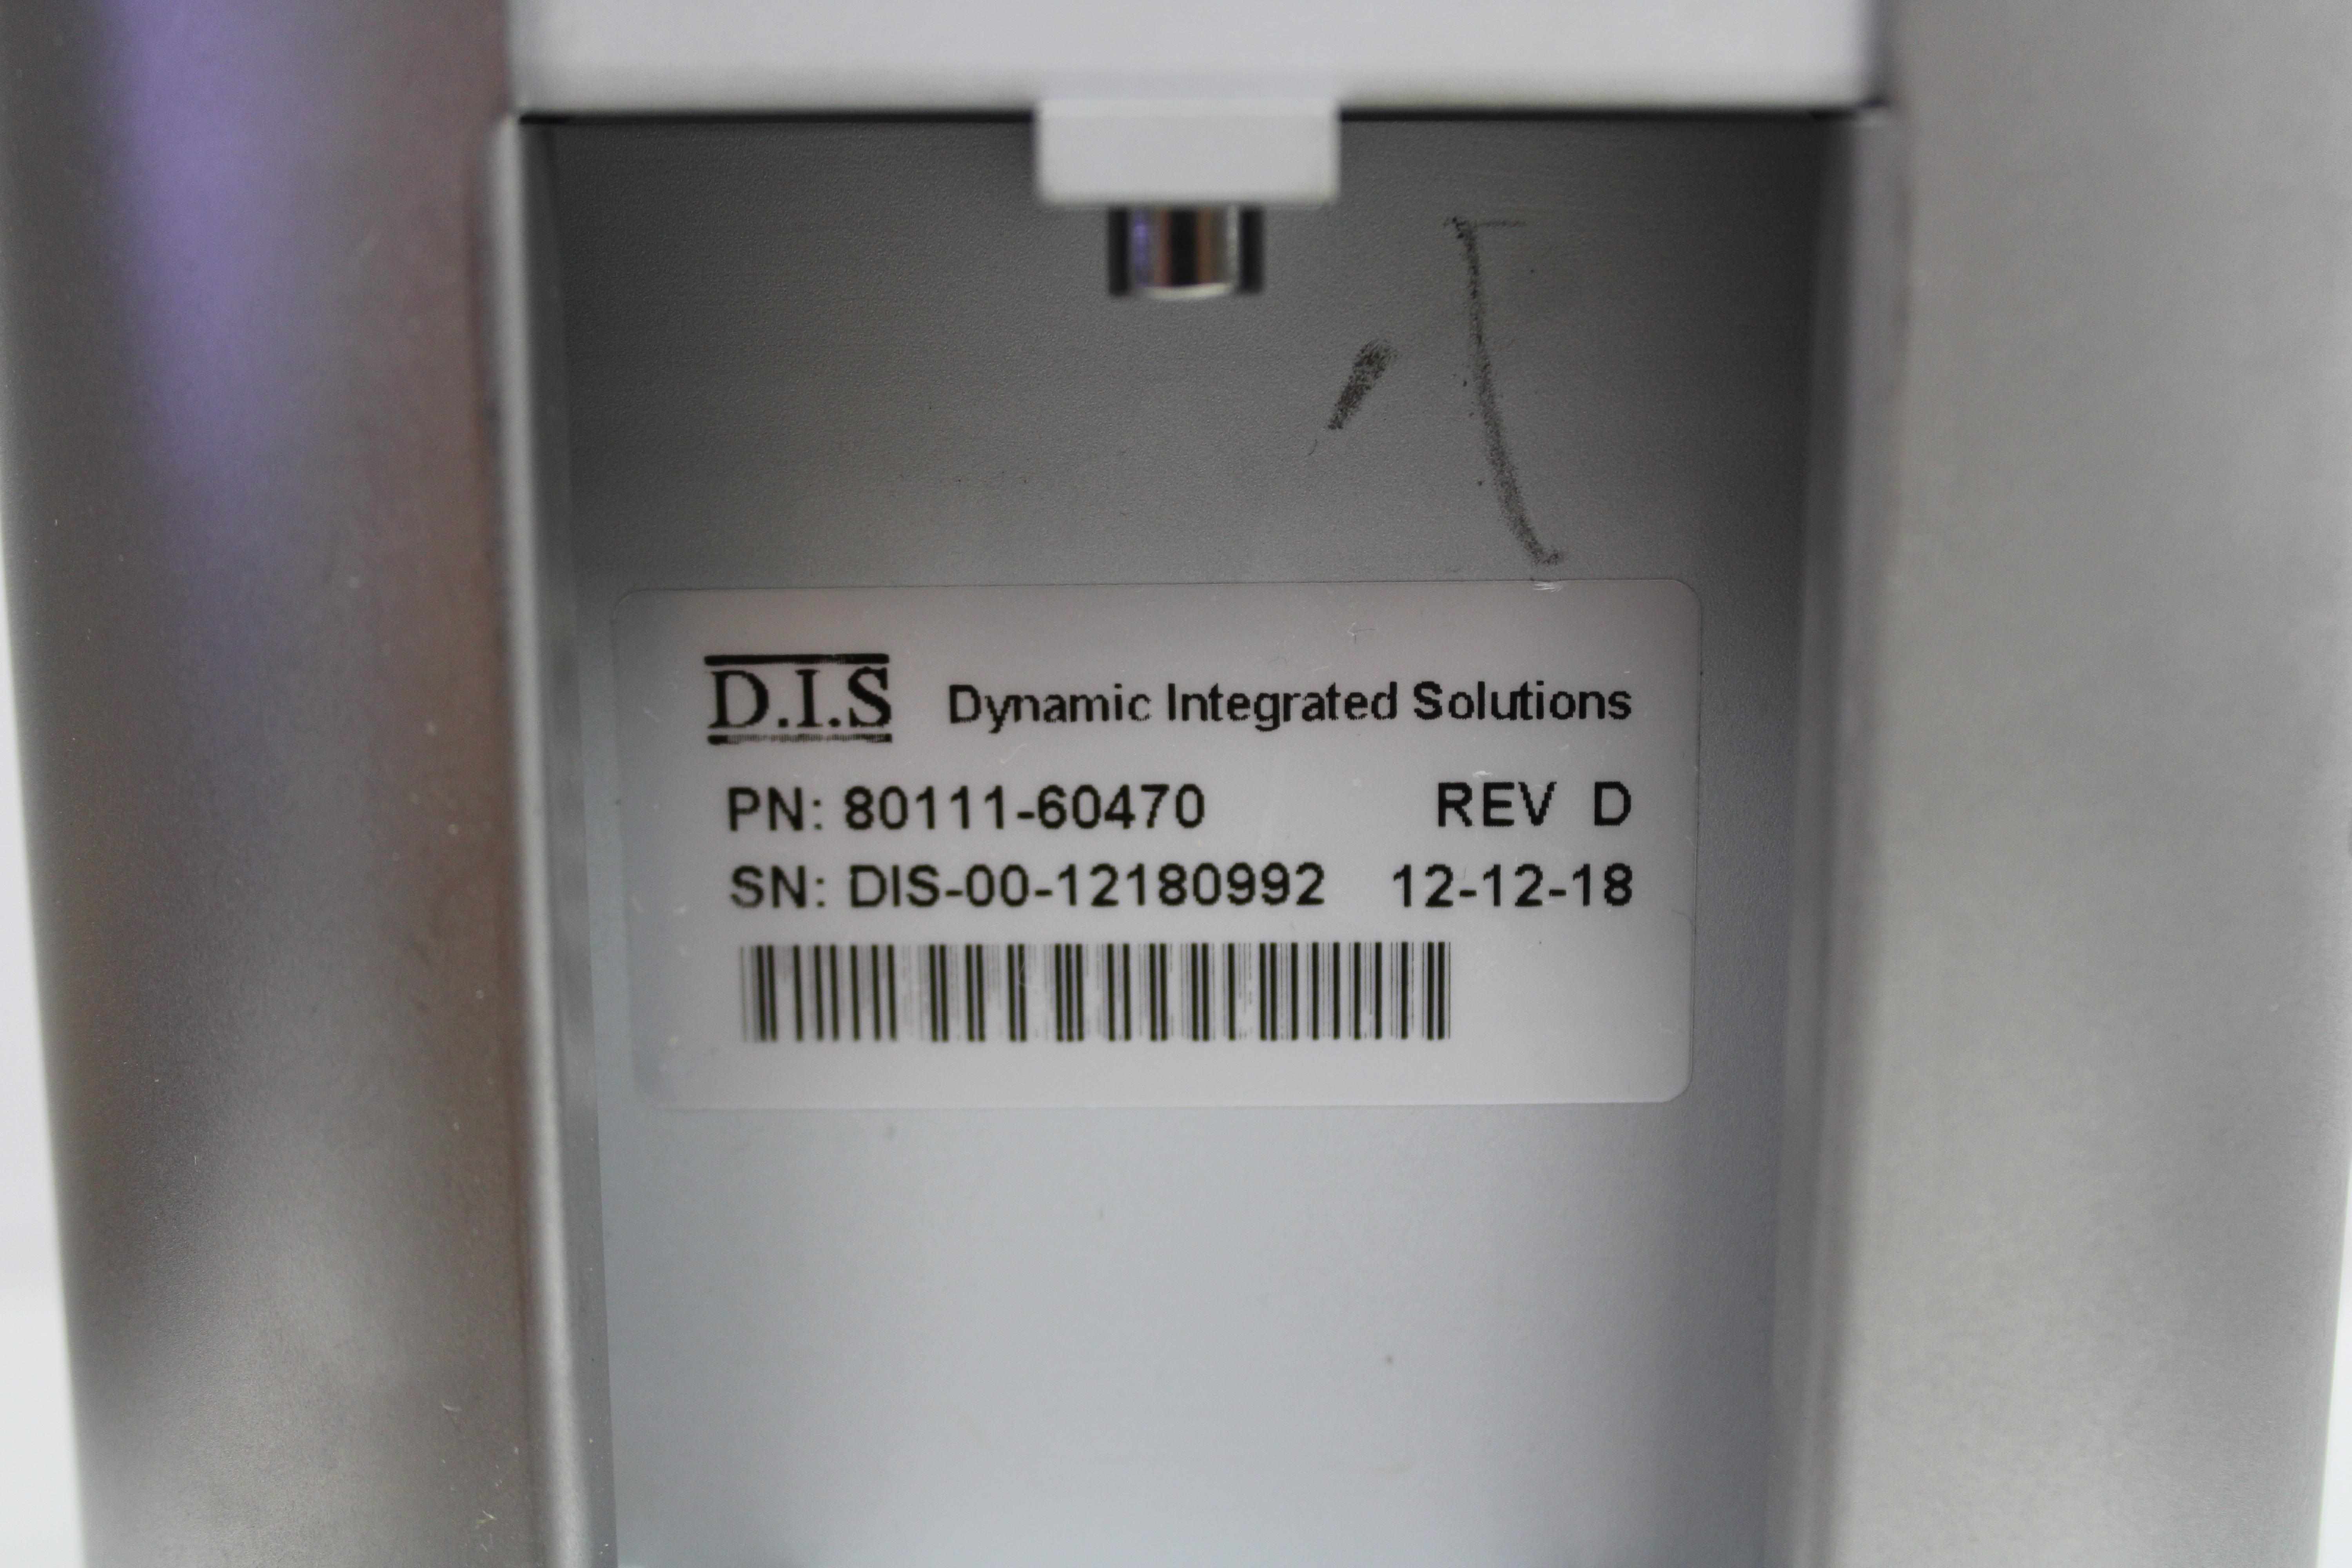 D.I.S Dynamic Integrated Solutions
PN: 80111-60470 REV D
SN: DIS-00-12180992 12-12-18